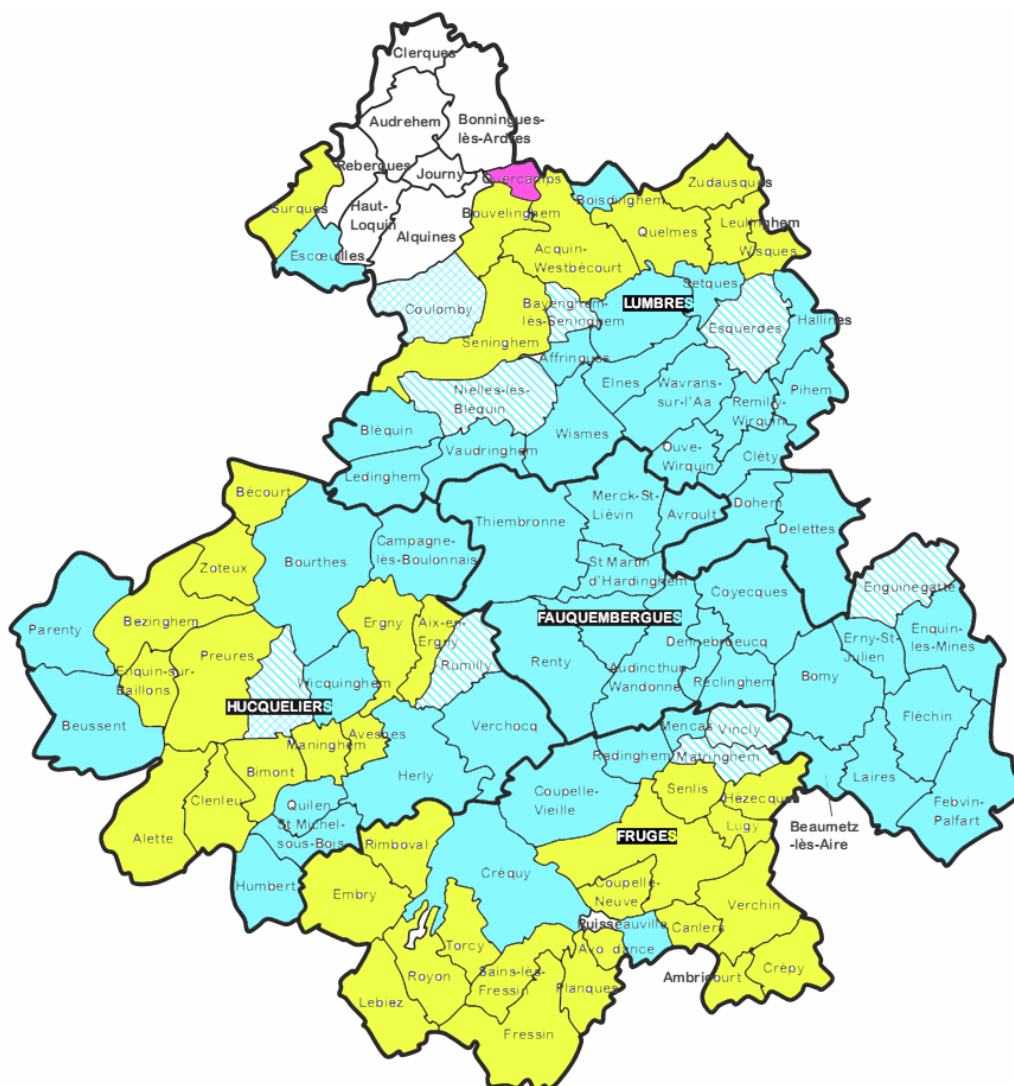 Clerques
Audrehem
Bonningues-
lès-Ardres
Rebergues
Journy
Quercamps
Zudausques
Surques
Haut-
Loquin
Bouvelinghem
Boisdinghem
Alquines
Quelmes
Leulinghem
Wisques
Escœuilles
Acquin-
Westbécourt
Setques
Coulomby
Bayenghem-
lès-Seninghem
LUMBRES
Esquerdes
Hallines
Seninghem
Affringues
Nielles-lès-
Bléquin
Elnes
Wavrans-
sur-l'Aa
Remilly-
Wirquin
Pihem
Bléquin
Wismes
Vaudringhem
Ouve-
Wirquin
Cléty
Ledinghem
Bécourt
Merck-St-
Liévin
Dohem
Thiembronne
Avroult
Delettes
Campagne-
lès-Boulonnais
Bourthes
Zoteux
St Martin
d'Hardinghem
Enguinegatte
Coyecques
Parenty
Bezinghem
Ergny
Aix-en-
Ergny
FAUQUEMBERGUES
Erny-St-
Julien
Enquin-
les-Mines
Preures
Rumilly
Dennebrœucq
Enquin-sur-
Baillons
Wicquinghem
Renty
Audincthun
Wandonne
Réclinghem
Bomy
HUCQUELIERS
Beussent
Verchocq
Fléchin
Mencas
Vincly
Maninghem
Avesnes
Radinghem
Matringhem
Bimont
Herly
Laires
Clenleu
Quilen
Coupelle-
Vieille
Senlis
Hézecques
Febvin-
Palfart
St Michel-
sous-Bois
Lugy
Beaumetz
-lès-Aire
Alette
Rimboval
FRUGES
Humbert
Embry
Créquy
Coupelle-
Neuve
Verchin
Ruisseauville
Canlers
Torcy
Avo dance
Royon
Sains-lès-
Fressin
Planques
Ambricourt
Crépy
Lebiez
Fressin